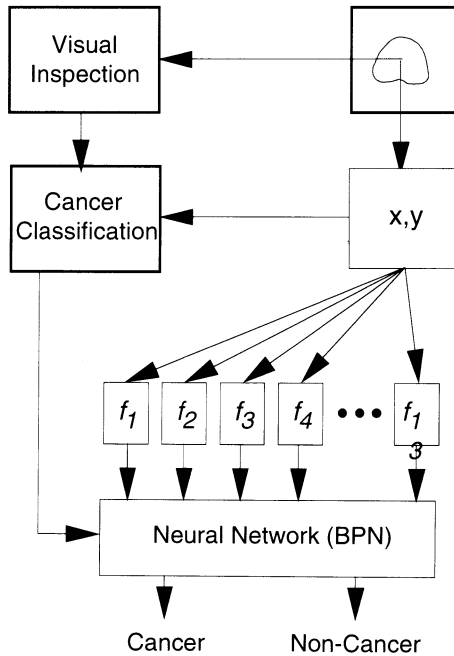 Visual
Inspection
Cancer
Classification
x,y
f1 f2 f3 f4 ••• f13
Neural Network (BPN)
Cancer Non-Cancer